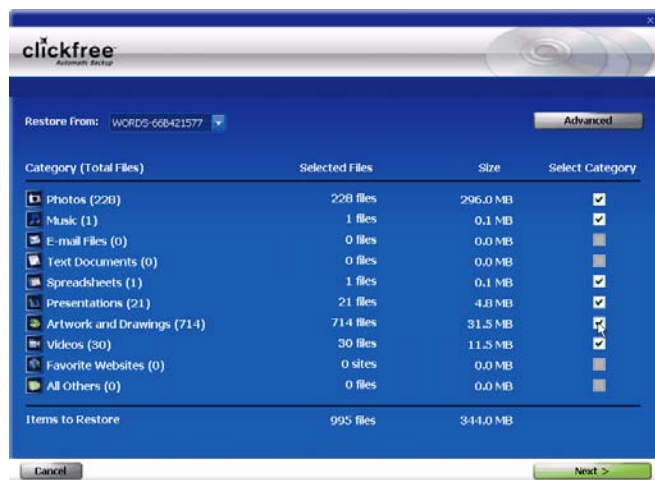 ×
clickfree
Automatic Backup
Restore From: WORDS-66B421577 Advanced
Category (Total Files) Selected Files Size Select Category
Photos (228) 228 files 296.0 MB
Music (1) 1 files 0.1 MB
E-mail Files (0) 0 files 0.0 MB
Text Documents (0) 0 files 0.0 MB
Spreadsheets (1) 1 files 0.1 MB
Presentations (21) 21 files 4.8 MB
Artwork and Drawings (714) 714 files 31.5 MB
Videos (30) 30 files 11.5 MB
Favorite Websites (0) 0 sites 0.0 MB
All Others (0) 0 files 0.0 MB
Items to Restore 995 files 344.0 MB
Cancel Next >